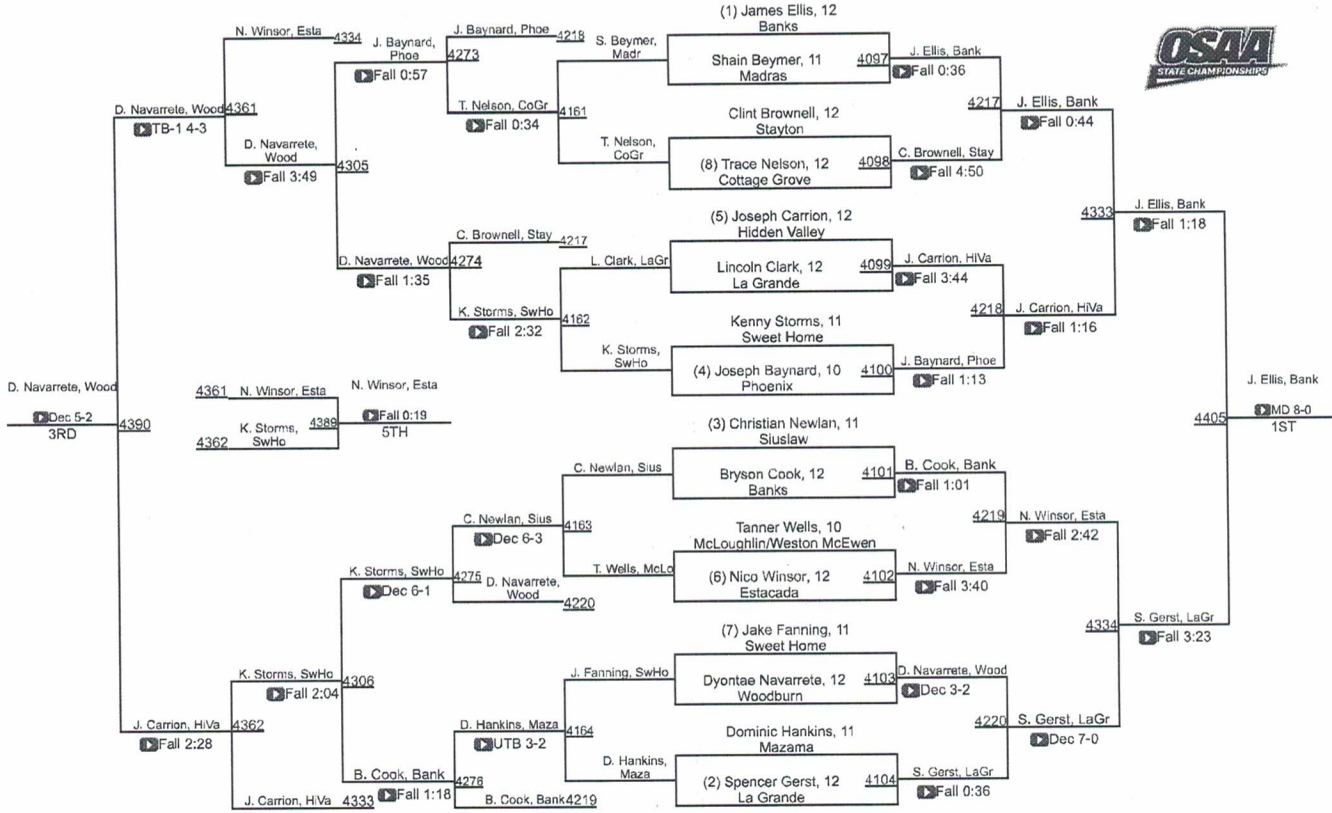 (1) James Ellis, 12
Banks
N. Winsor, Esta
4334
J. Baynard,
Phoe
Fall 0:57
J. Baynard, Phoe
4218
4273
S. Beymer,
Madr
Shain Beymer, 11
Madras
4097
J. Ellis, Bank
Fall 0:36
OSAA
STATE CHAMPIONSHIPS
D. Navarrete, Wood
4361
TB-1 4-3
T. Nelson, CoGr
Fall 0:34
4161
Clint Brownell, 12
Stayton
4217
J. Ellis, Bank
Fall 0:44
D. Navarrete,
Wood
Fall 3:49
4305
T. Nelson,
CoGr
(8) Trace Nelson, 12
Cottage Grove
4098
C. Brownell, Stay
Fall 4:50
(5) Joseph Carrion, 12
Hidden Valley
4333
J. Ellis, Bank
Fall 1:18
C. Brownell, Stay
4217
D. Navarrete, Wood
4274
Fall 1:35
L. Clark, LaGr
Lincoln Clark, 12
La Grande
4099
J. Carrion, HiVa
Fall 3:44
K. Storms, SwHo
Fall 2:32
4162
Kenny Storms, 11
Sweet Home
4218
J. Carrion, HiVa
Fall 1:16
K. Storms,
SwHo
(4) Joseph Baynard, 10
Phoenix
4100
J. Baynard, Phoe
Fall 1:13
D. Navarrete, Wood
Dec 5-2
3RD
4390
4361
N. Winsor, Esta
4362
K. Storms,
SwHo
4389
N. Winsor, Esta
Fall 0:19
5TH
J. Ellis, Bank
4405
MD 8-0
1ST
(3) Christian Newlan, 11
Siuslaw
C. Newlan, Sius
Bryson Cook, 12
Banks
4101
B. Cook, Bank
Fall 1:01
C. Newlan, Sius
Dec 6-3
4163
Tanner Wells, 10
McLoughlin/Weston McEwen
4219
N. Winsor, Esta
Fall 2:42
K. Storms, SwHo
Dec 6-1
4275
D. Navarrete,
Wood
4220
T. Wells, McLo
(6) Nico Winsor, 12
Estacada
4102
N. Winsor, Esta
Fall 3:40
(7) Jake Fanning, 11
Sweet Home
4334
S. Gerst, LaGr
Fall 3:23
K. Storms, SwHo
Fall 2:04
4306
J. Fanning, SwHo
Dyontae Navarrete, 12
Woodburn
4103
D. Navarrete, Wood
Dec 3-2
J. Carrion, HiVa
4362
Fall 2:28
D. Hankins, Maza
UTB 3-2
4164
Dominic Hankins, 11
Mazama
4220
S. Gerst, LaGr
Dec 7-0
B. Cook, Bank
Fall 1:18
4276
D. Hankins,
Maza
(2) Spencer Gerst, 12
La Grande
4104
S. Gerst, LaGr
Fall 0:36
J. Carrion, HiVa
4333
B. Cook, Bank
4219